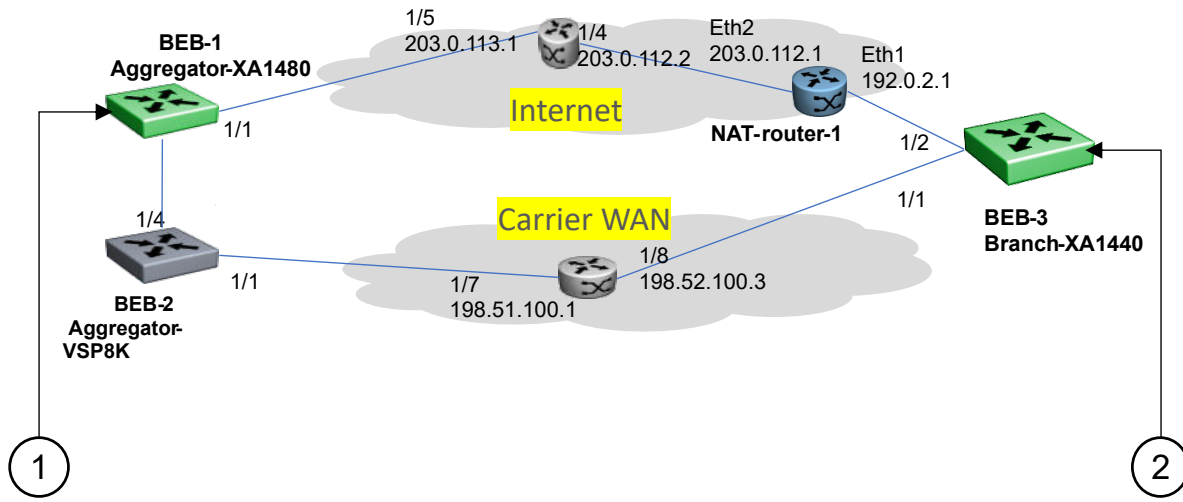 1/5
203.0.113.1
1/4
203.0.112.2
Eth2
203.0.112.1
Eth1
192.0.2.1
BEB-1
Aggregator-XA1480
1/1
Internet
NAT-router-1
1/2
1/1
BEB-3
Branch-XA1440
1/4
Carrier WAN
1/1
1/7
198.51.100.1
1/8
198.52.100.3
BEB-2
Aggregator-
VSP8K
1
2